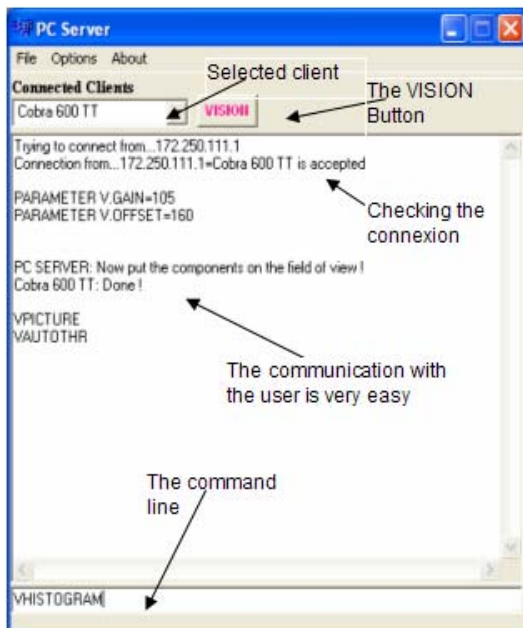 PC Server
File Options About
Selected client
Connected Clients
The VISION
Button
Cobra 600 TT
VISION
Trying to connect from...172.250.111.1
Connection from...172.250.111.1=Cobra 600 TT is accepted
PARAMETER V.GAIN=105
PARAMETER V.OFFSET=160
Checking the
connexion
PC SERVER: Now put the components on the field of view !
Cobra 600 TT: Done !
VPICTURE
VAUTOTHR
The communication with
the user is very easy
The command
line
VHISTOGRAM